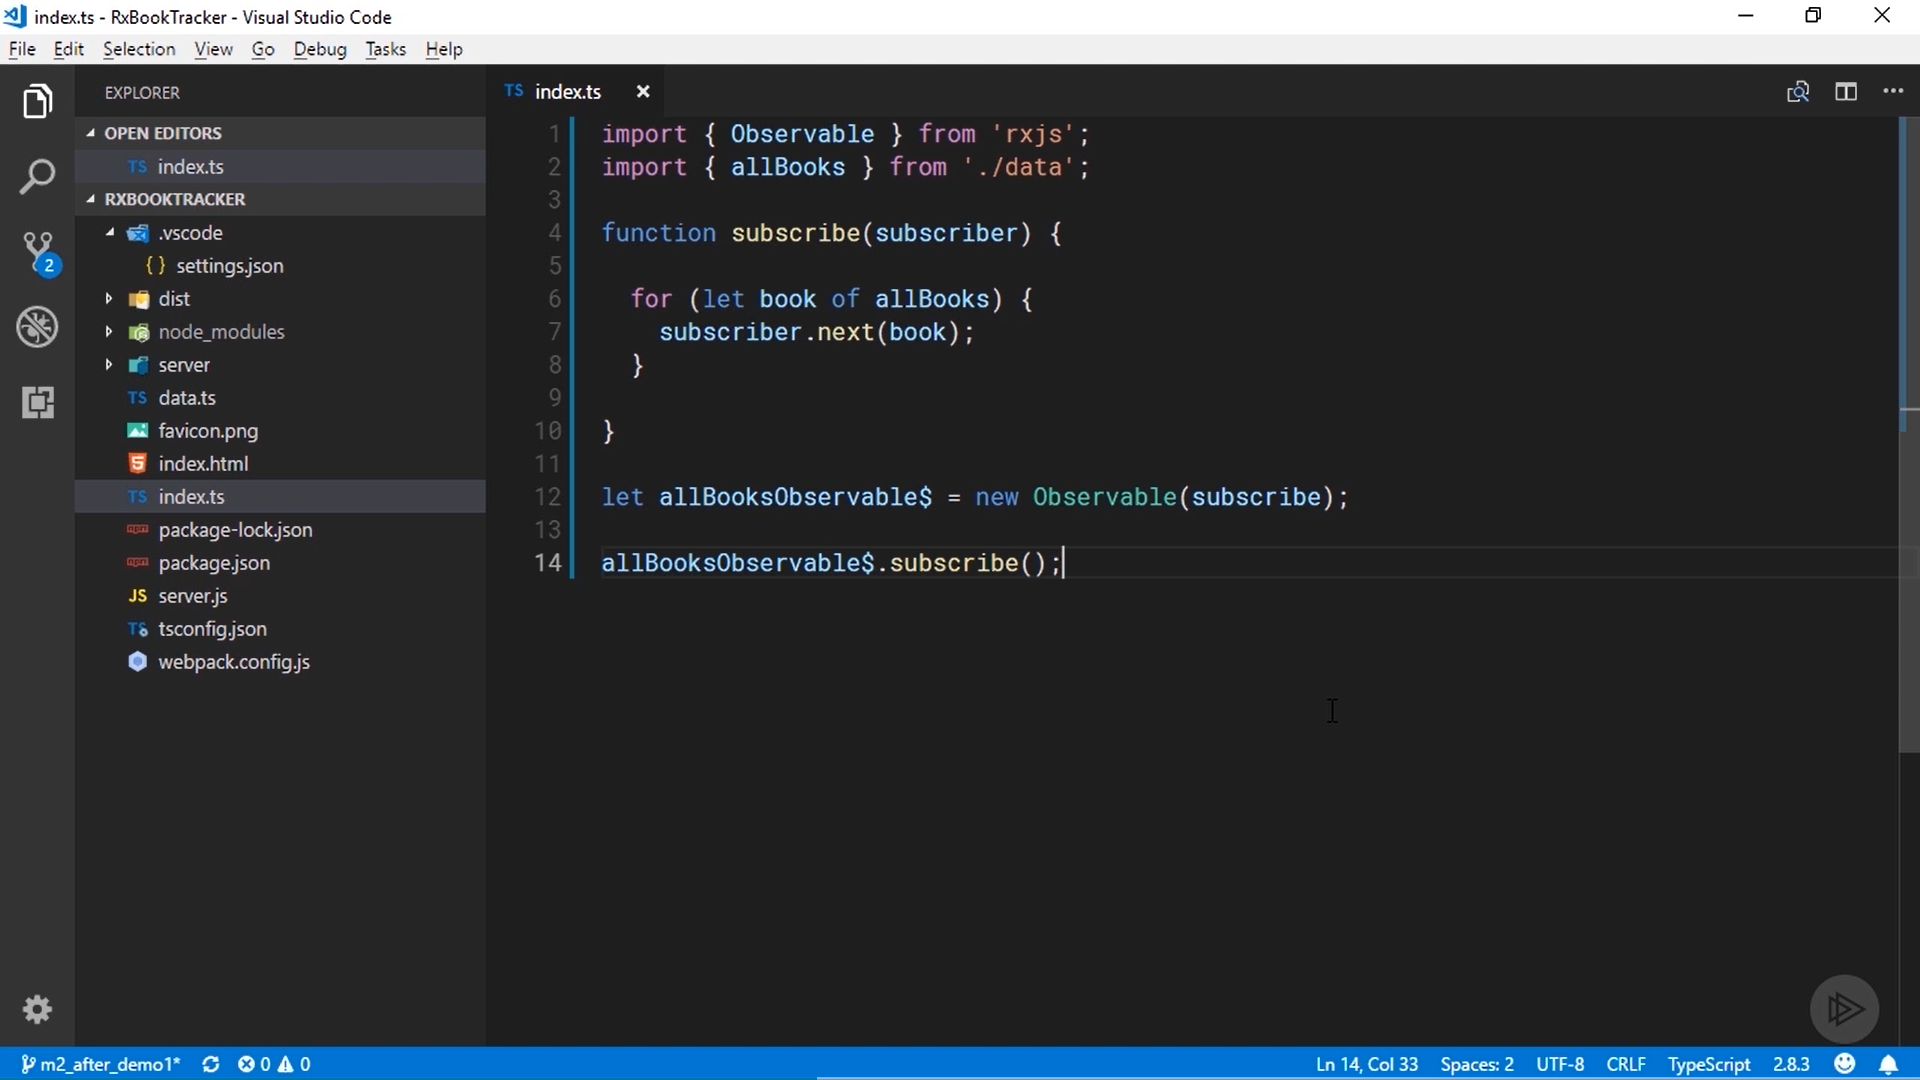 index.ts - RxBookTracker - Visual Studio Code
File Edit Selection View Go Debug Tasks Help
EXPLORER
OPEN EDITORS
TS index.ts
RXBOOKTRACKER
.vscode
{ } settings.json
dist
node_modules
server
TS data.ts
favicon.png
5 index.html
TS index.ts
npm package-lock.json
npm package.json
JS server.js
TS tsconfig.json
webpack.config.js
2
TS index.ts
1 import { Observable } from 'rxjs';
2 import { allBooks } from './data';
3
4 function subscribe(subscriber) {
5
6 for (let book of allBooks) {
7 subscriber.next(book);
8 }
9
10 }
11
12 let allBooksObservable$ = new Observable(subscribe);
13
14 allBooksObservable$.subscribe();
m2_after_demo1* 0 0 Ln 14, Col 33 Spaces: 2 UTF-8 CRLF TypeScript 2.8.3